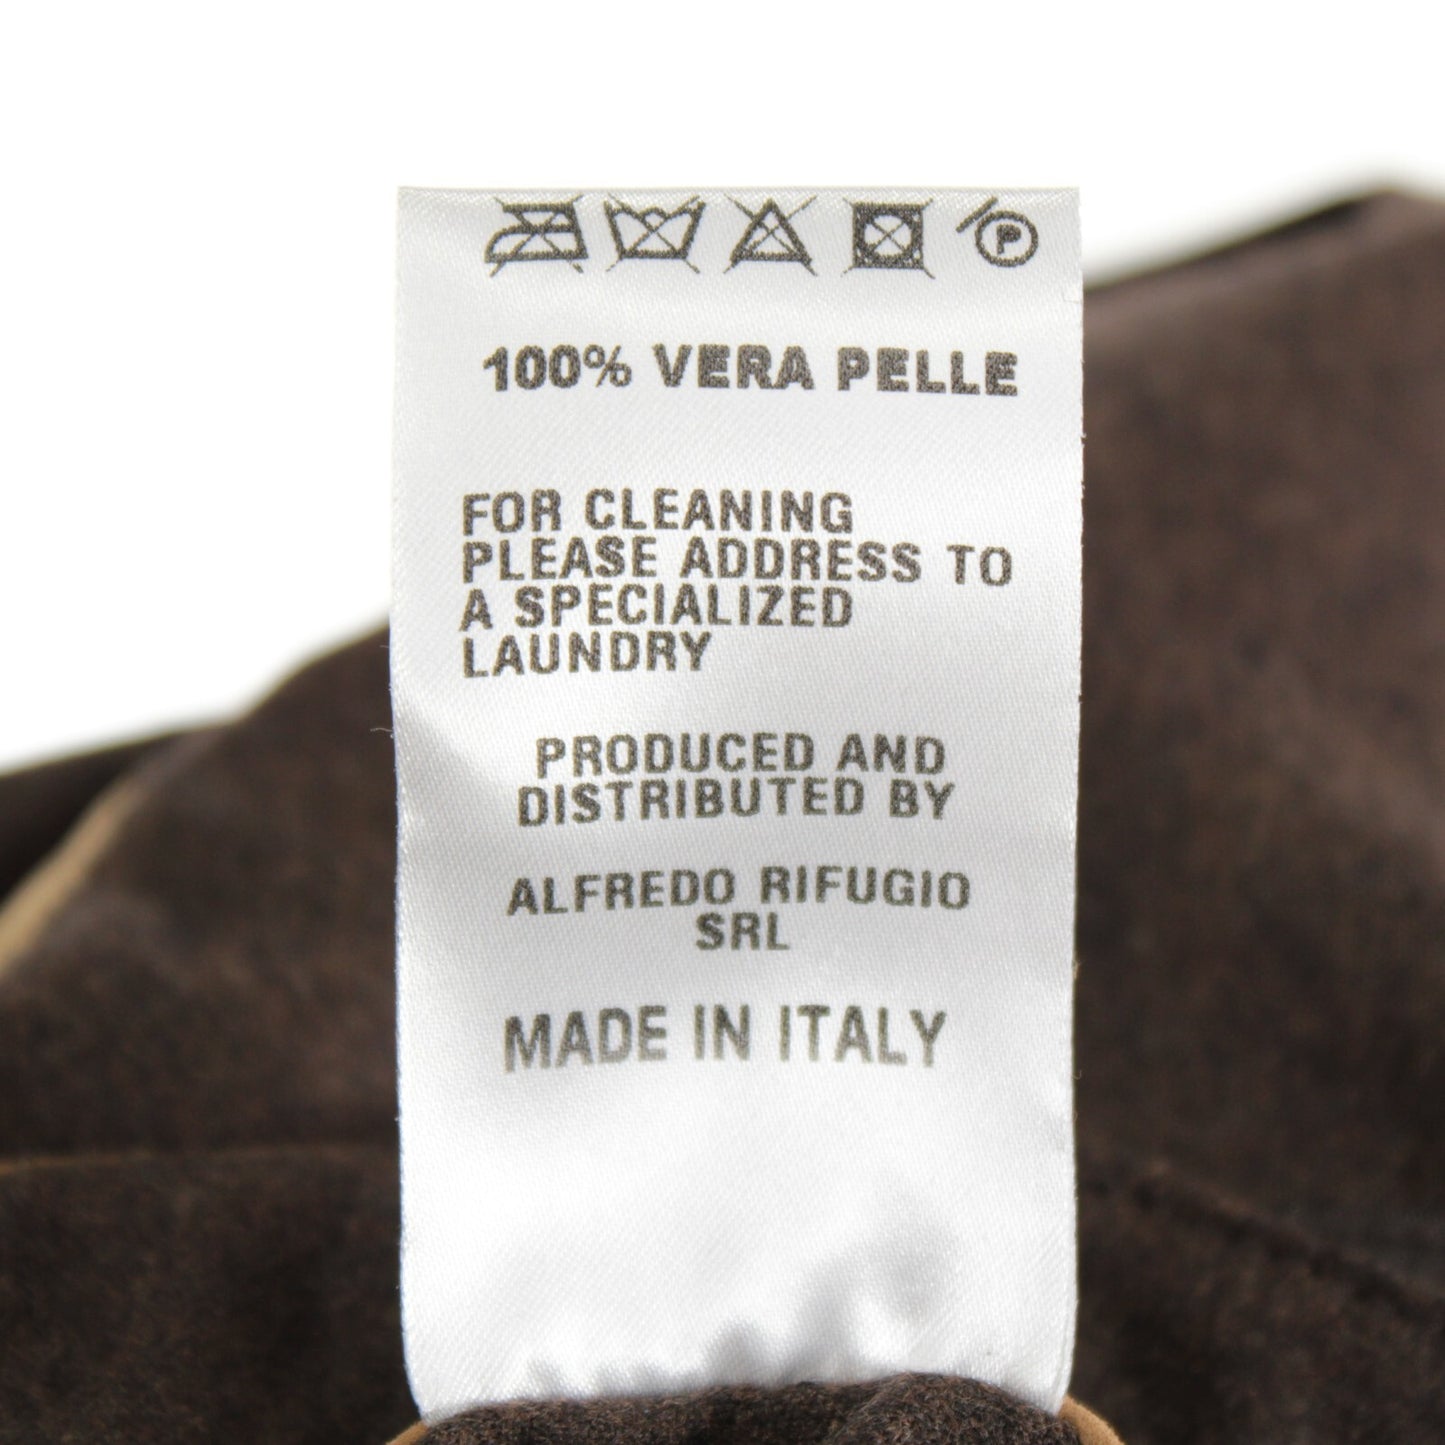 P
100% VERA PELLE
FOR CLEANING
PLEASE ADDRESS TO
A SPECIALIZED
LAUNDRY
PRODUCED AND
DISTRIBUTED BY
ALFREDO RIFUGIO
SRL
MADE IN ITALY